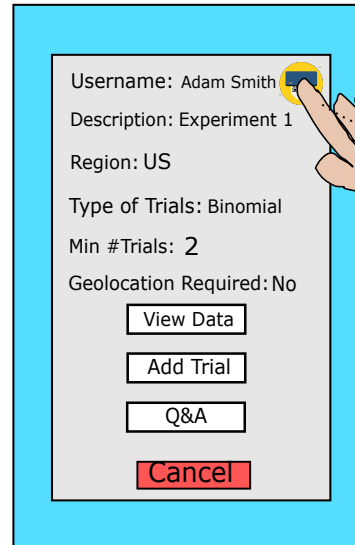 Username: Adam Smith
Description: Experiment 1
Region: US
Type of Trials: Binomial
Min #Trials: 2
Geolocation Required: No
View Data
Add Trial
Q&A
Cancel